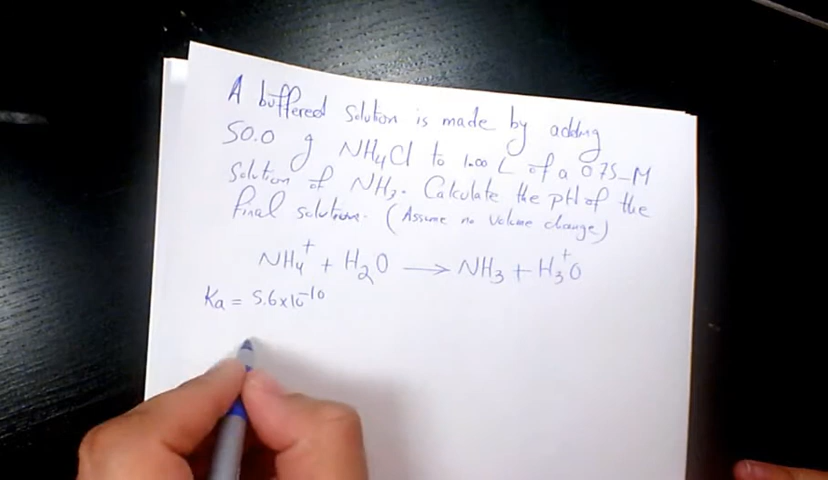 A buffered solution is made by adding
50.0 g NH₄Cl to 1.00 L of a 0.75-M
solution of NH₃. Calculate the pH of the
final solution. (Assume no volume change)
NH₄⁺ + H₂O ⟶ NH₃ + H₃⁺O
Ka = 5.6x10⁻¹⁰